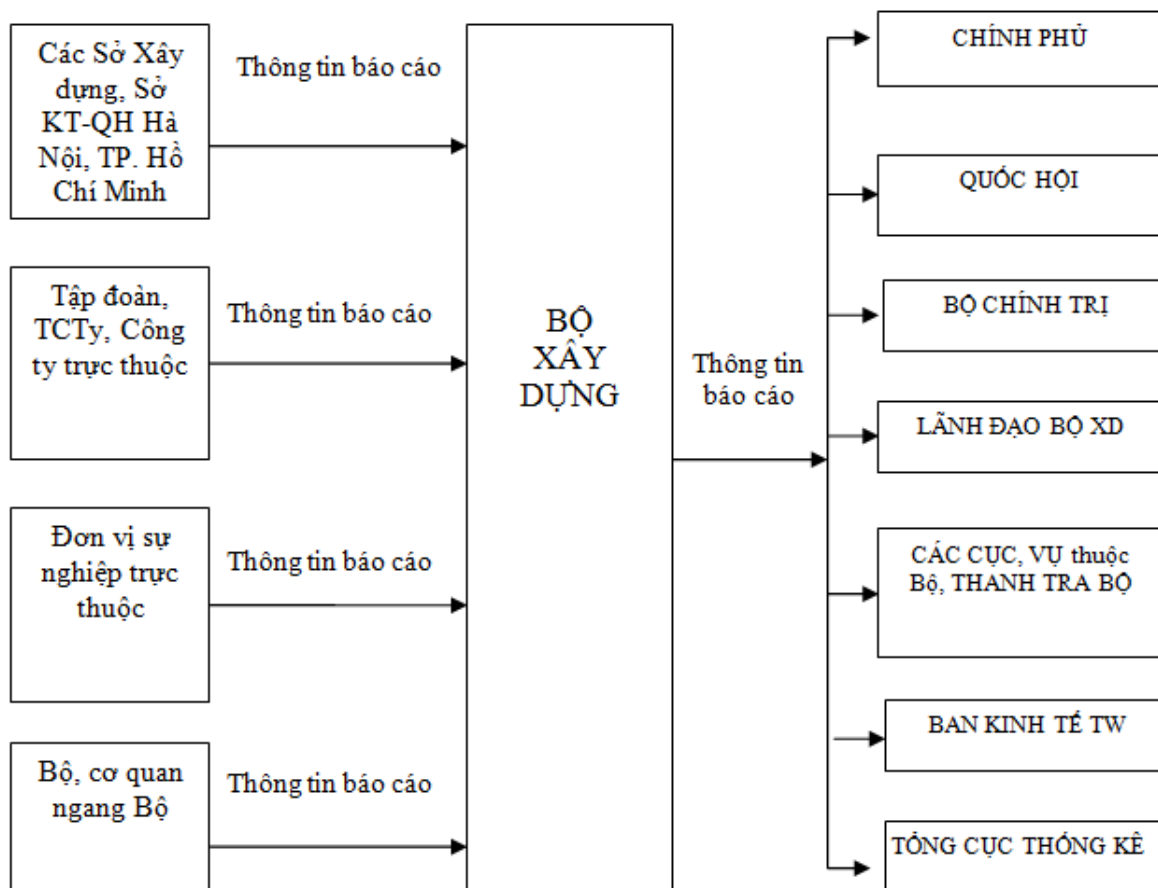 Các Sở Xây
dựng, Sở
KT-QH Hà
Nội, TP. Hồ
Chí Minh
Thông tin báo cáo
Tập đoàn,
TCTy, Công
ty trực thuộc
Thông tin báo cáo
Đơn vị sự
nghiệp trực
thuộc
Thông tin báo cáo
Bộ, cơ quan
ngang Bộ
Thông tin báo cáo
BỘ
XÂY
DỰNG
Thông tin
báo cáo
CHÍNH PHỦ
QUỐC HỘI
BỘ CHÍNH TRỊ
LÃNH ĐẠO BỘ XD
CÁC CỤC, VỤ thuộc
Bộ, THANH TRA BỘ
BAN KINH TẾ TW
TỔNG CỤC THỐNG KÊ